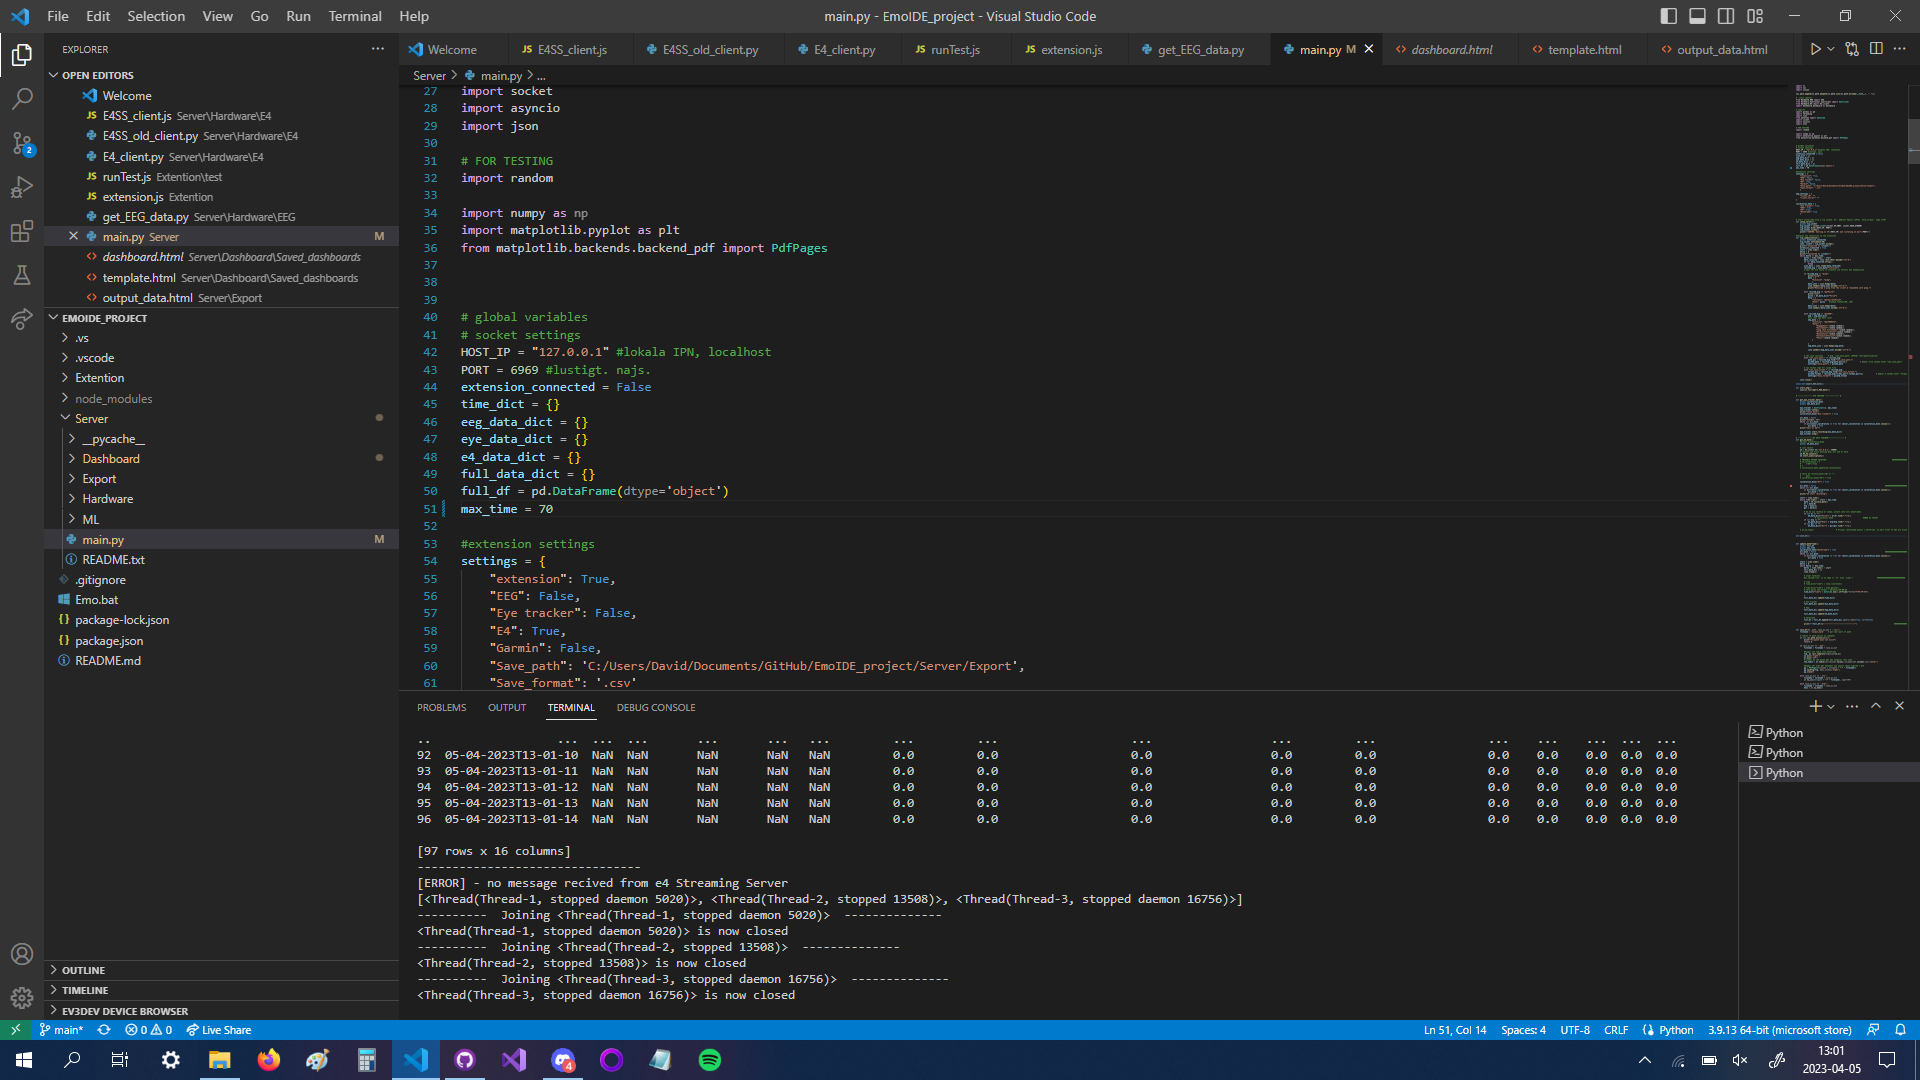 File Edit Selection View Go Run Terminal Help
main.py - EmoIDE_project - Visual Studio Code
EXPLORER
OPEN EDITORS
Welcome
E4SS_client.js Server\Hardware\E4
E4SS_old_client.py Server\Hardware\E4
E4_client.py Server\Hardware\E4
runTest.js Extention\test
extension.js Extention
get_EEG_data.py Server\Hardware\EEG
main.py Server M
dashboard.html Server\Dashboard\Saved_dashboards
template.html Server\Dashboard\Saved_dashboards
output_data.html Server\Export
EMOIDE_PROJECT
.vs
.vscode
Extention
node_modules
Server
__pycache__
Dashboard
Export
Hardware
ML
main.py M
README.txt
.gitignore
Emo.bat
package-lock.json
package.json
README.md
OUTLINE
TIMELINE
EV3DEV DEVICE BROWSER
Welcome E4SS_client.js E4SS_old_client.py E4_client.py runTest.js extension.js get_EEG_data.py main.py M dashboard.html template.html output_data.html
Server > main.py > ...
27 import socket
28 import asyncio
29 import json
30
31 # FOR TESTING
32 import random
33
34 import numpy as np
35 import matplotlib.pyplot as plt
36 from matplotlib.backends.backend_pdf import PdfPages
37
38
39
40 # global variables
41 # socket settings
42 HOST_IP = "127.0.0.1" #lokala IPN, localhost
43 PORT = 6969 #lustigt. najs.
44 extension_connected = False
45 time_dict = {}
46 eeg_data_dict = {}
47 eye_data_dict = {}
48 e4_data_dict = {}
49 full_data_dict = {}
50 full_df = pd.DataFrame(dtype='object')
51 max_time = 70
52
53 #extension settings
54 settings = {
55 "extension": True,
56 "EEG": False,
57 "Eye tracker": False,
58 "E4": True,
59 "Garmin": False,
60 "Save_path": 'C:/Users/David/Documents/GitHub/EmoIDE_project/Server/Export',
61 "Save_format": '.csv'
PROBLEMS OUTPUT TERMINAL DEBUG CONSOLE
.. ... ... ... ... ... ... ... ... ... ... ... ... ... ... ... ...
92 05-04-2023T13-01-10 NaN NaN NaN NaN NaN 0.0 0.0 0.0 0.0 0.0 0.0 0.0 0.0 0.0 0.0
93 05-04-2023T13-01-11 NaN NaN NaN NaN NaN 0.0 0.0 0.0 0.0 0.0 0.0 0.0 0.0 0.0 0.0
94 05-04-2023T13-01-12 NaN NaN NaN NaN NaN 0.0 0.0 0.0 0.0 0.0 0.0 0.0 0.0 0.0 0.0
95 05-04-2023T13-01-13 NaN NaN NaN NaN NaN 0.0 0.0 0.0 0.0 0.0 0.0 0.0 0.0 0.0 0.0
96 05-04-2023T13-01-14 NaN NaN NaN NaN NaN 0.0 0.0 0.0 0.0 0.0 0.0 0.0 0.0 0.0 0.0
[97 rows x 16 columns]
--------------------------------
[ERROR] - no message recived from e4 Streaming Server
[<Thread(Thread-1, stopped daemon 5020)>, <Thread(Thread-2, stopped 13508)>, <Thread(Thread-3, stopped daemon 16756)>]
---------- Joining <Thread(Thread-1, stopped daemon 5020)> --------------
<Thread(Thread-1, stopped daemon 5020)> is now closed
---------- Joining <Thread(Thread-2, stopped 13508)> --------------
<Thread(Thread-2, stopped 13508)> is now closed
---------- Joining <Thread(Thread-3, stopped daemon 16756)> --------------
<Thread(Thread-3, stopped daemon 16756)> is now closed
Python
Python
Python
main* 0 0 Live Share
Ln 51, Col 14 Spaces: 4 UTF-8 CRLF Python 3.9.13 64-bit (microsoft store)
2
4
13:01
2023-04-05